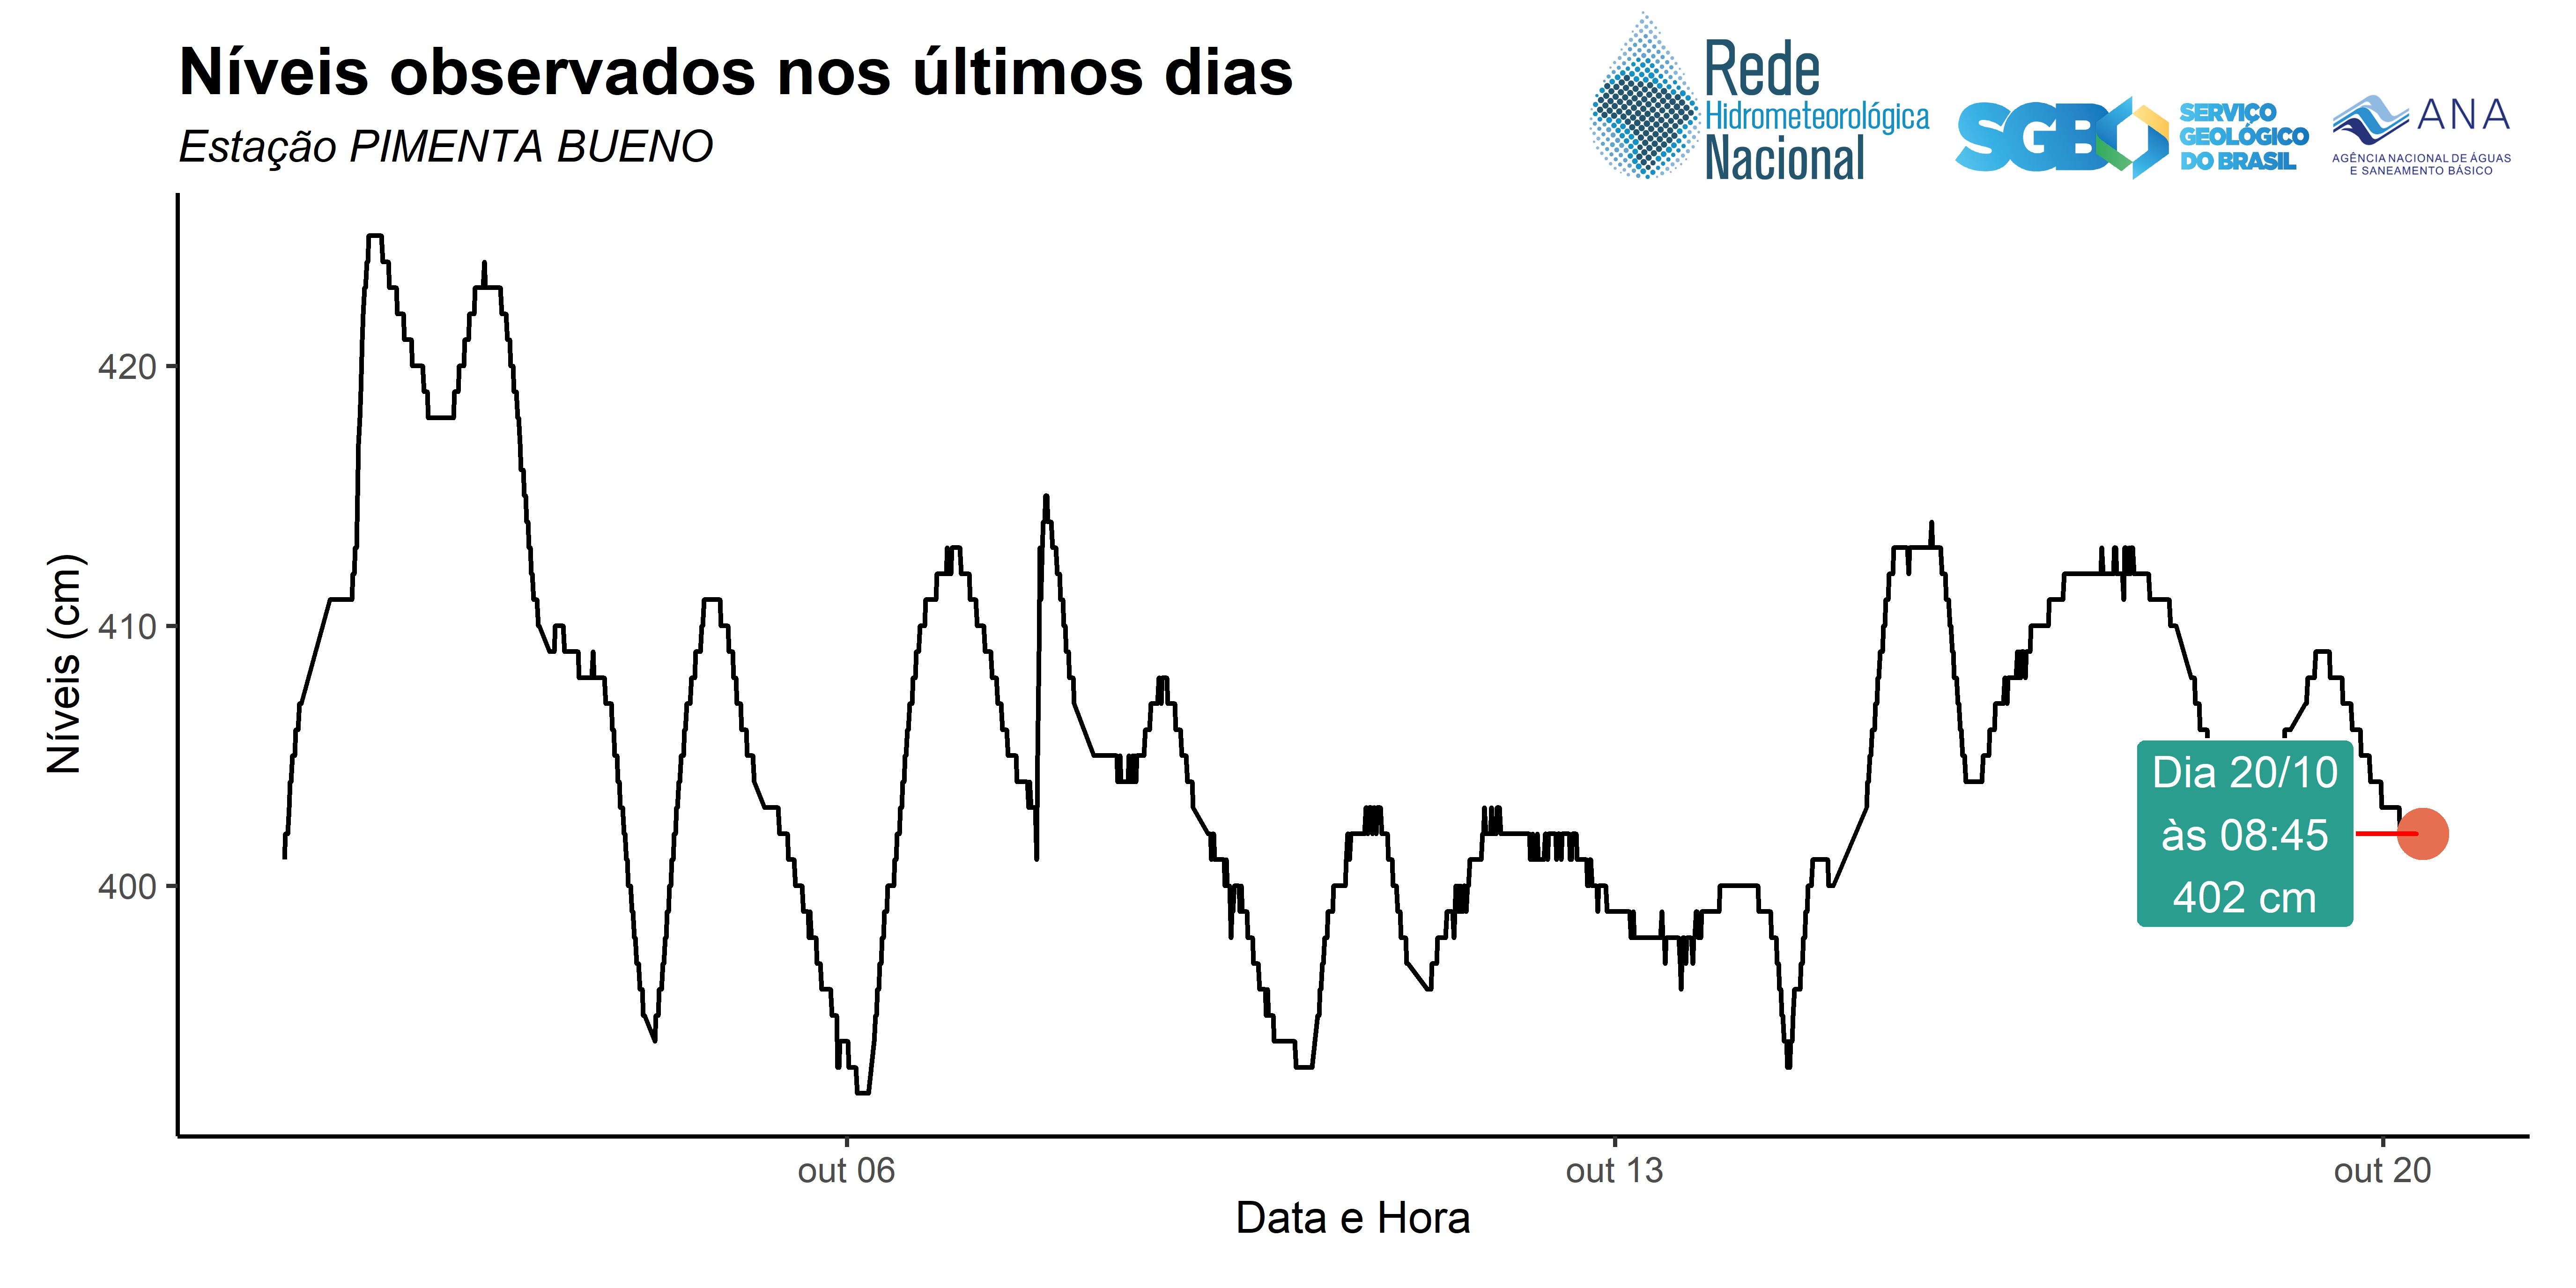 Níveis observados nos últimos dias
Estação PIMENTA BUENO
Rede
Hidrometeorológica
Nacional
SGB
SERVIÇO
GEOLÓGICO
DO BRASIL
ANA
AGÊNCIA NACIONAL DE ÁGUAS
E SANEAMENTO BÁSICO
Níveis (cm)
420
410
400
Dia 20/10
às 08:45
402 cm
out 06
out 13
out 20
Data e Hora